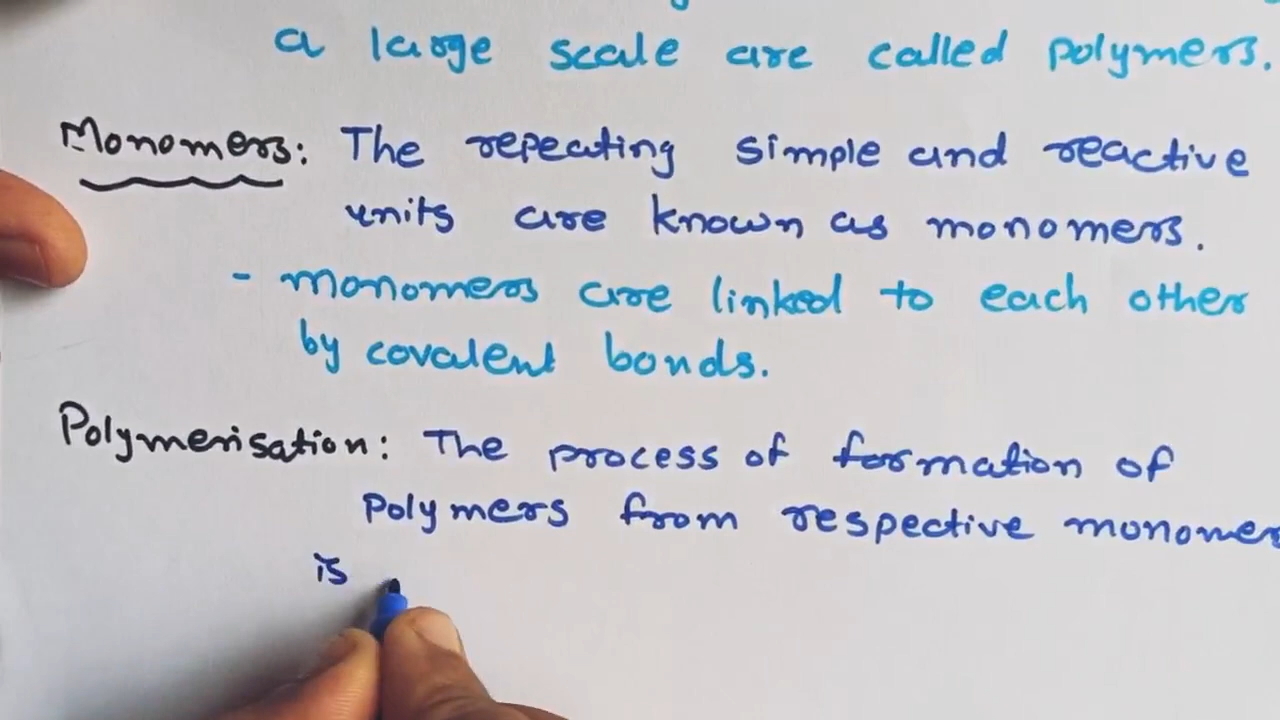 a large scale are called polymers.
Monomers: The repeating simple and reactive
units are known as monomers.
- monomers are linked to each other
by covalent bonds.
Polymerisation: The process of formation of
Polymers from respective monomers
is